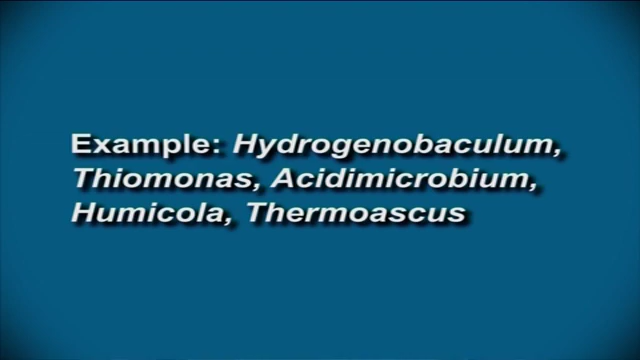 Example: Hydrogenobaculum,
Thiomonas, Acidimicrobium,
Humicola, Thermoascus